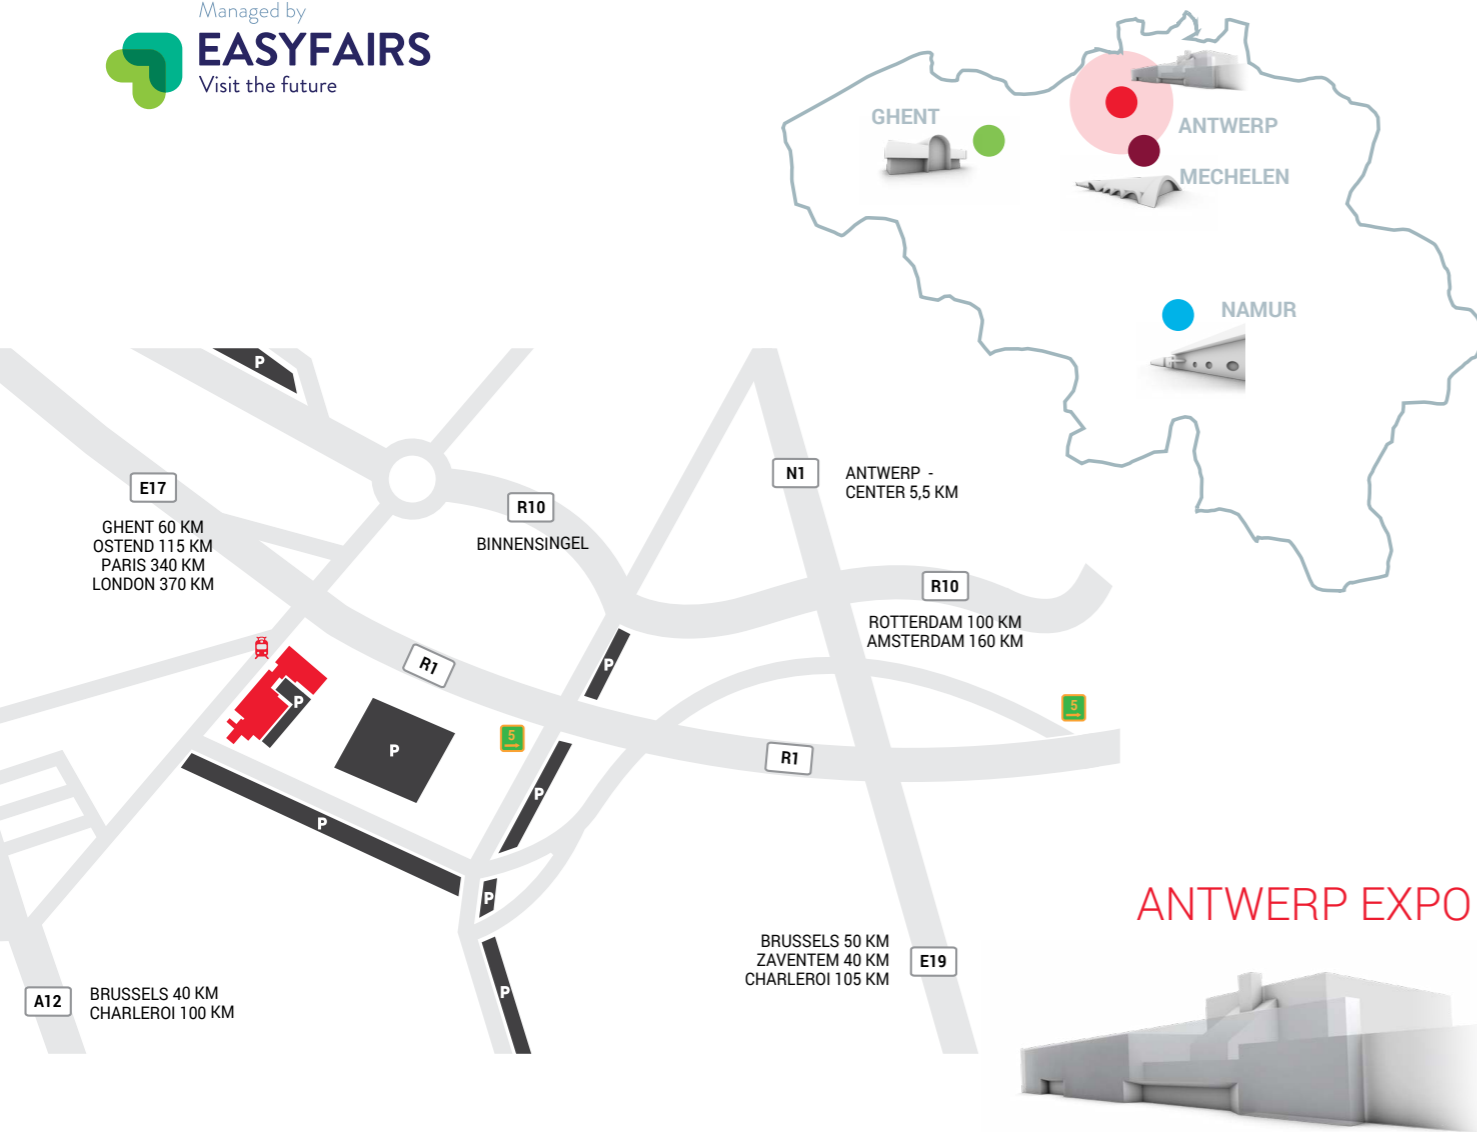 Managed by
EASYFAIRS
Visit the future
GHENT
ANTWERP
MECHELEN
NAMUR
P
E17
GHENT 60 KM
OSTEND 115 KM
PARIS 340 KM
LONDON 370 KM
R10
BINNENSINGEL
N1
ANTWERP -
CENTER 5,5 KM
R10
ROTTERDAM 100 KM
AMSTERDAM 160 KM
R1
P
P
P
5
5
R1
P
P
P
P
BRUSSELS 50 KM
ZAVENTEM 40 KM
CHARLEROI 105 KM
E19
A12
BRUSSELS 40 KM
CHARLEROI 100 KM
ANTWERP EXPO